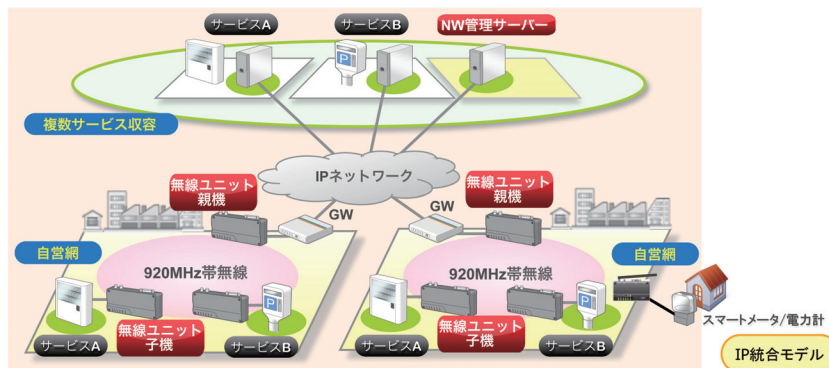 サービスA
サービスB
NW管理サーバー
P
複数サービス収容
IPネットワーク
無線ユニット
親機
GW
GW
無線ユニット
親機
自営網
920MHz帯無線
P
サービスA
無線ユニット
子機
サービスB
自営網
920MHz帯無線
P
サービスA
無線ユニット
子機
サービスB
スマートメータ/電力計
IP統合モデル